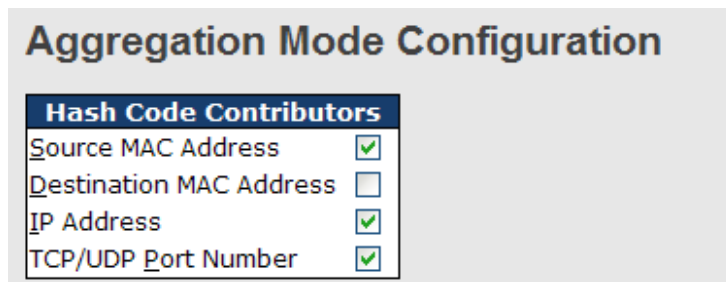 Aggregation Mode Configuration
Hash Code Contributors
Source MAC Address
Destination MAC Address
IP Address
TCP/UDP Port Number